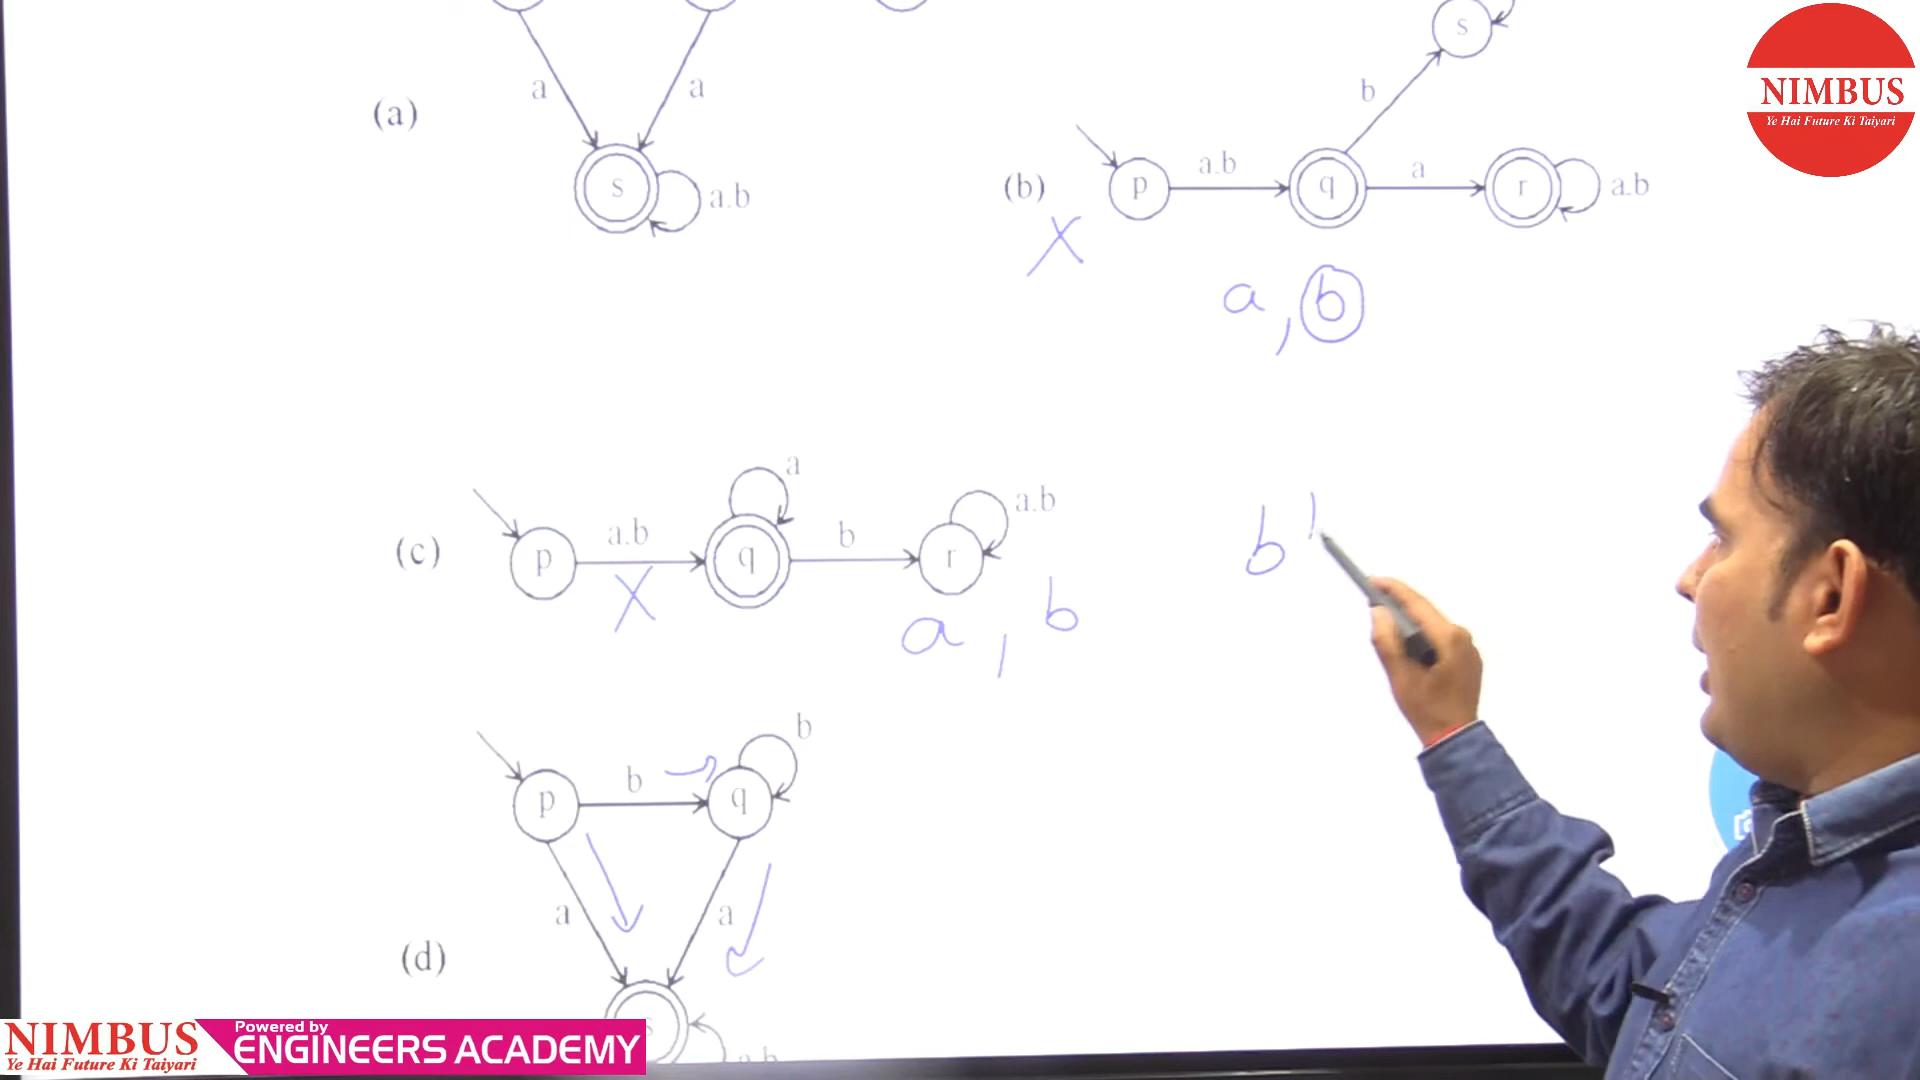 s
NIMBUS
Ye Hai Future Ki Taiyari
a
a
b
(a)
a.b
a
(b)
p
q
r
a.b
s
a.b
X
a, b
a
a.b
a.b
b
(c)
p
q
r
b
X
a, b
b
b
p
q
a
a
(d)
s
a.b
NIMBUS
Ye Hai Future Ki Taiyari
Powered by
ENGINEERS ACADEMY